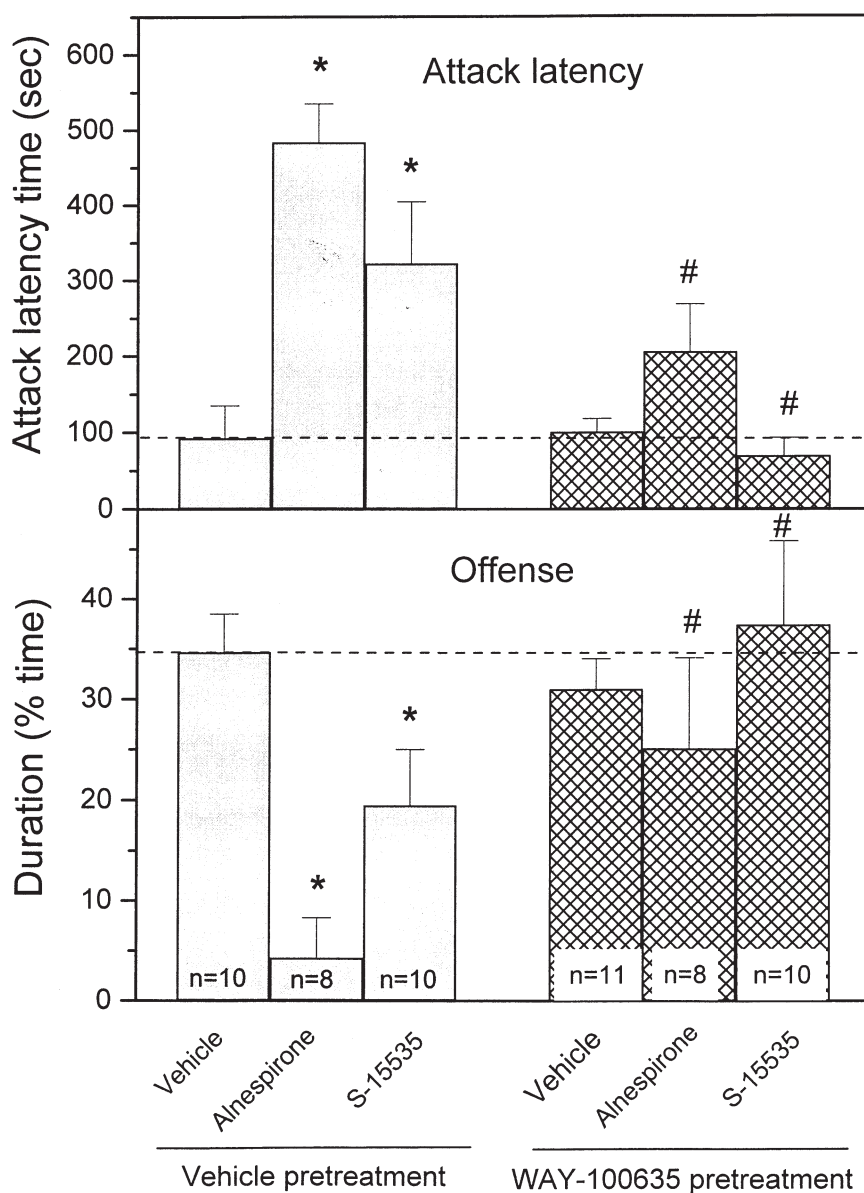 Attack latency
Attack latency time (sec)
600
500
400
300
200
100
0
*
*
#
#
Offense
Duration (% time)
40
30
20
10
0
*
*
#
#
n=10
n=8
n=10
n=11
n=8
n=10
Vehicle
Alnespirone
S-15535
Vehicle
Alnespirone
S-15535
Vehicle pretreatment
WAY-100635 pretreatment